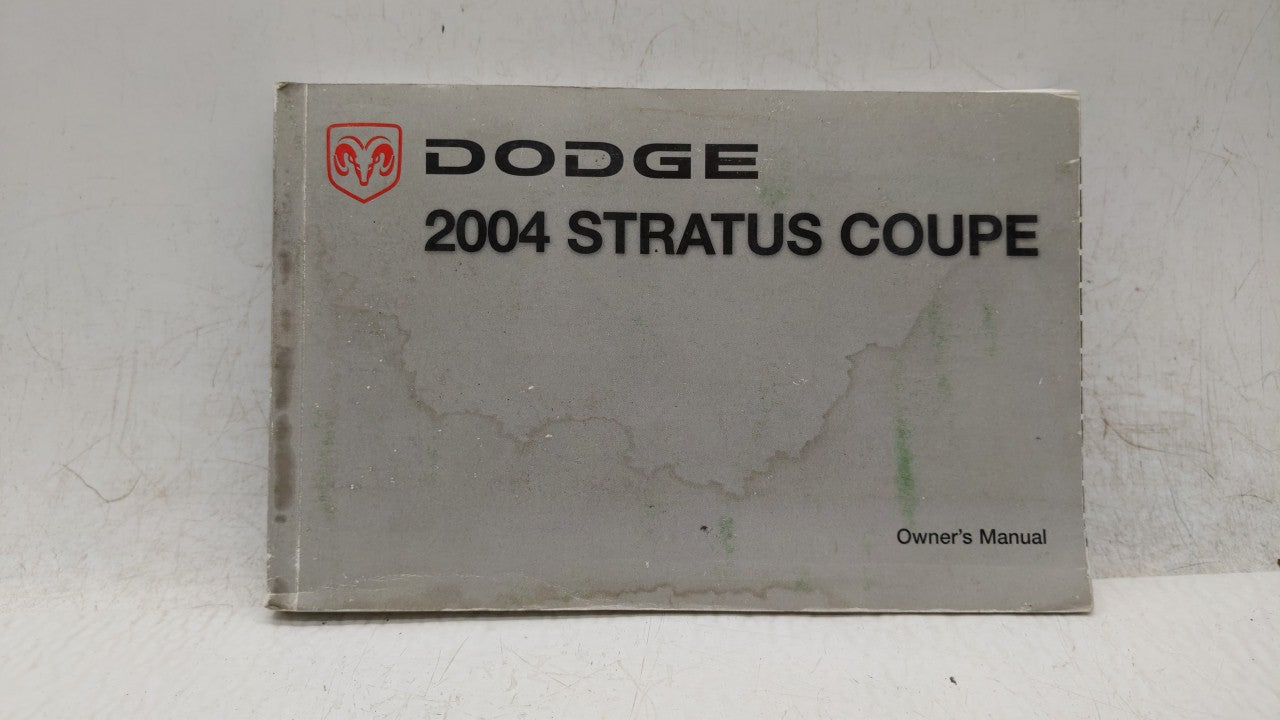 DODGE
2004 STRATUS COUPE
Owner's Manual